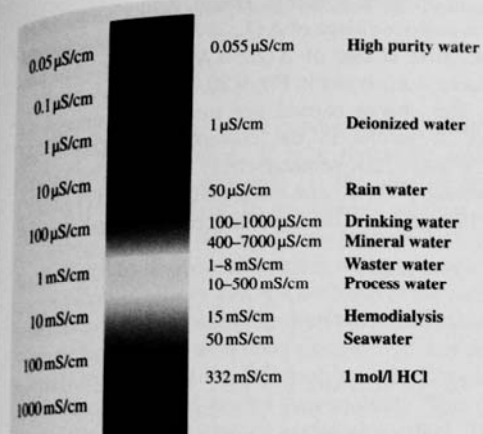 0.05 µS/cm
0.1 µS/cm
1 µS/cm
10 µS/cm
100 µS/cm
1 mS/cm
10 mS/cm
100 mS/cm
1000 mS/cm
0.055 µS/cm High purity water
1 µS/cm Deionized water
50 µS/cm Rain water
100–1000 µS/cm Drinking water
400–7000 µS/cm Mineral water
1–8 mS/cm Waster water
10–500 mS/cm Process water
15 mS/cm Hemodialysis
50 mS/cm Seawater
332 mS/cm 1 mol/l HCl